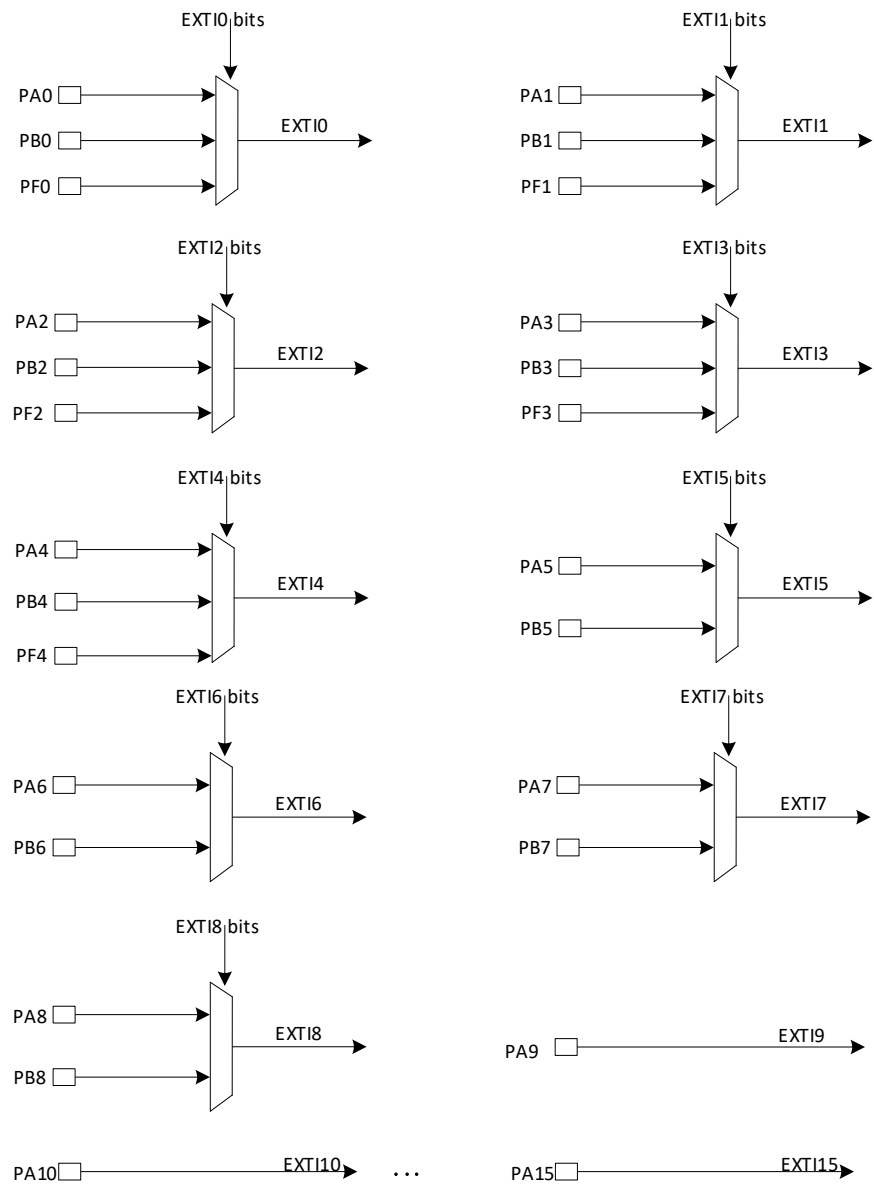 EXTI0 bits
PA0
PB0
PF0
EXTI0
EXTI1 bits
PA1
PB1
PF1
EXTI1
EXTI2 bits
PA2
PB2
PF2
EXTI2
EXTI3 bits
PA3
PB3
PF3
EXTI3
EXTI4 bits
PA4
PB4
PF4
EXTI4
EXTI5 bits
PA5
PB5
EXTI5
EXTI6 bits
PA6
PB6
EXTI6
EXTI7 bits
PA7
PB7
EXTI7
EXTI8 bits
PA8
PB8
EXTI8
PA9
EXTI9
PA10
EXTI10
...
PA15
EXTI15